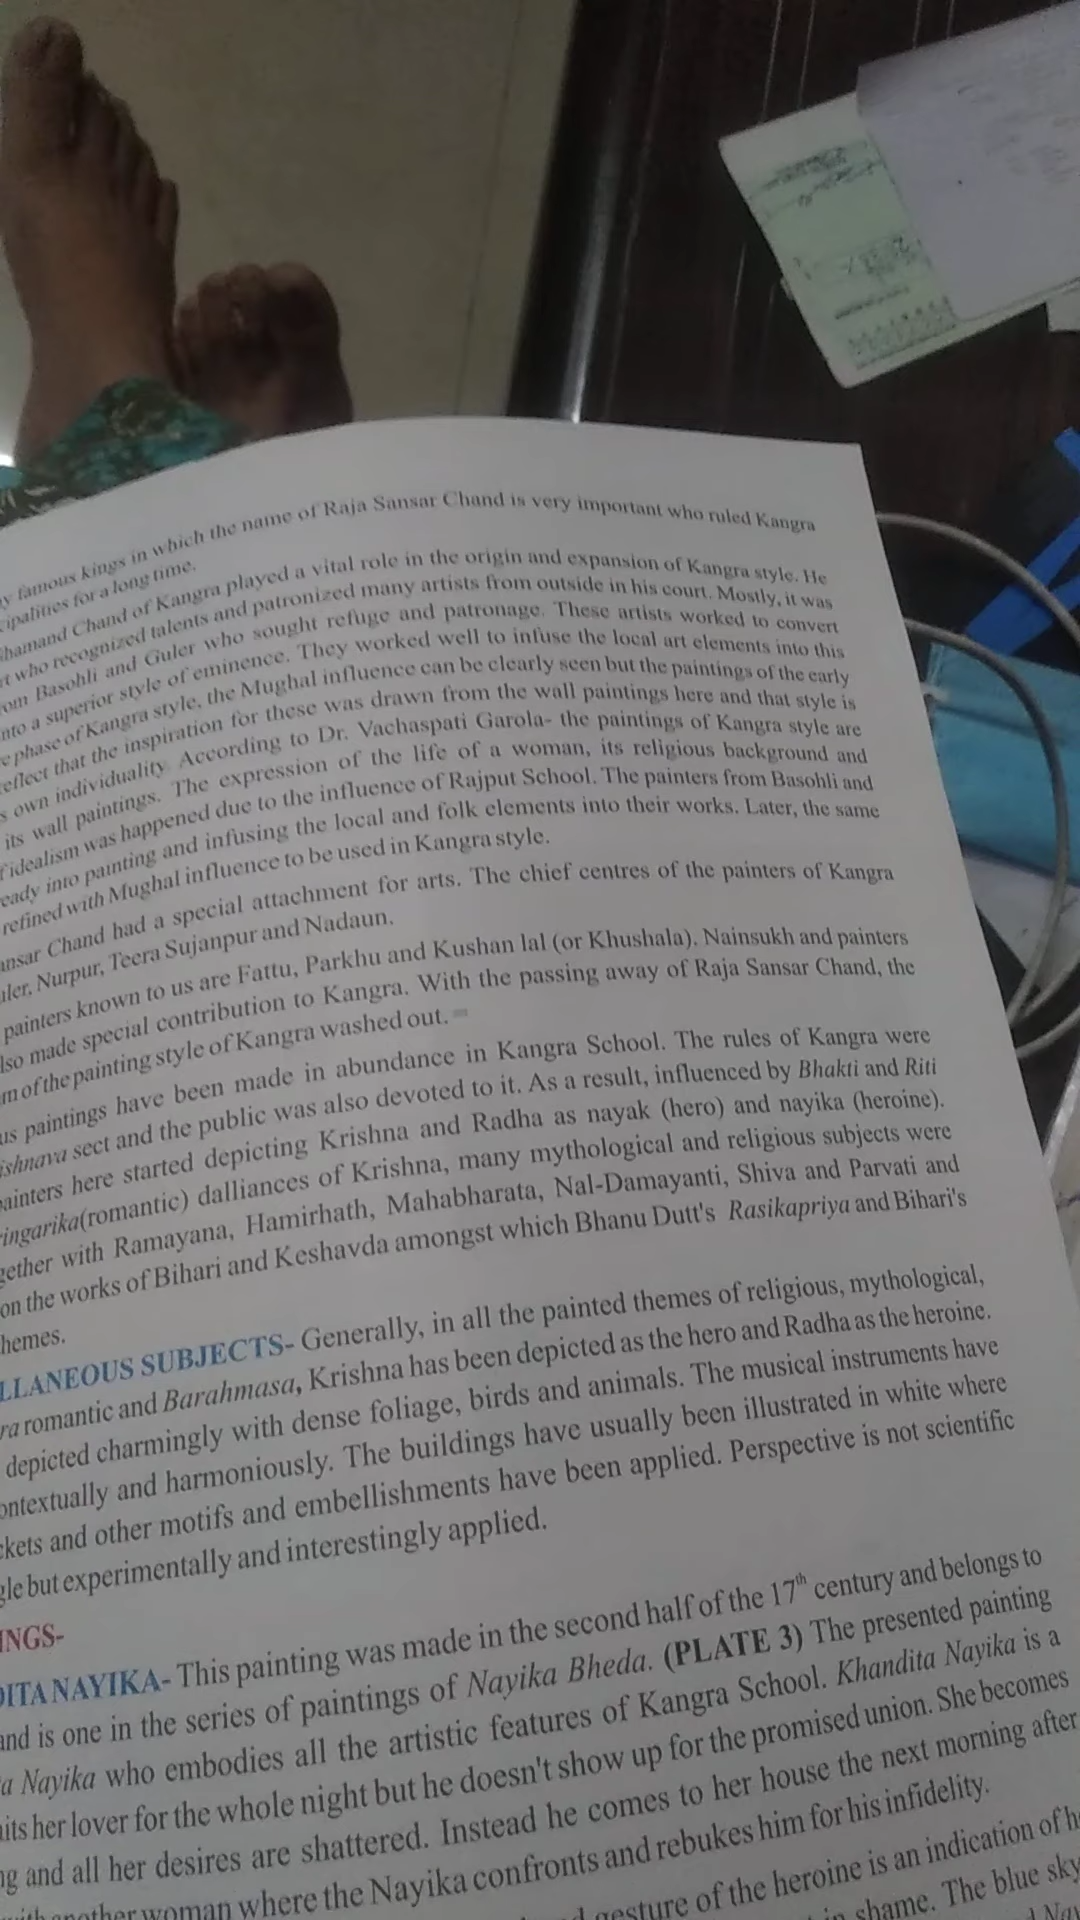 famous kings in which the name of Raja Sansar Chand is very important who ruled Kangra
for a long time.
Chand of Kangra played a vital role in the origin and expansion of Kangra style. He
who recognized talents and patronized many artists from outside in his court. Mostly, it was
Basohli and Guler who sought refuge and patronage. These artists worked to convert
to a superior style of eminence. They worked well to infuse the local art elements into this
phase of Kangra style, the Mughal influence can be clearly seen but the paintings of the early
that the inspiration for these was drawn from the wall paintings here and that style is
own individuality. According to Dr. Vachaspati Garola- the paintings of Kangra style are
its wall paintings. The expression of the life of a woman, its religious background and
idealism was happened due to the influence of Rajput School. The painters from Basohli and
into painting and infusing the local and folk elements into their works. Later, the same
refined with Mughal influence to be used in Kangra style.
Chand had a special attachment for arts. The chief centres of the painters of Kangra
Nurpur, Teera Sujanpur and Nadaun.
painters known to us are Fattu, Parkhu and Kushan lal (or Khushala). Nainsukh and painters
made special contribution to Kangra. With the passing away of Raja Sansar Chand, the
of the painting style of Kangra washed out.
paintings have been made in abundance in Kangra School. The rules of Kangra were
sect and the public was also devoted to it. As a result, influenced by Bhakti and Riti
here started depicting Krishna and Radha as nayak (hero) and nayika (heroine).
(romantic) dalliances of Krishna, many mythological and religious subjects were
with Ramayana, Hamirhath, Mahabharata, Nal-Damayanti, Shiva and Parvati and
on the works of Bihari and Keshavda amongst which Bhanu Dutt's Rasikapriya and Bihari's
hemes.
LLANEOUS SUBJECTS- Generally, in all the painted themes of religious, mythological,
ra romantic and Barahmasa, Krishna has been depicted as the hero and Radha as the heroine.
depicted charmingly with dense foliage, birds and animals. The musical instruments have
ontextually and harmoniously. The buildings have usually been illustrated in white where
ckets and other motifs and embellishments have been applied. Perspective is not scientific
gle but experimentally and interestingly applied.
INGS-
DITA NAYIKA- This painting was made in the second half of the 17th century and belongs to
and is one in the series of paintings of Nayika Bheda. (PLATE 3) The presented painting
a Nayika who embodies all the artistic features of Kangra School. Khandita Nayika is a
her lover for the whole night but he doesn't show up for the promised union. She becomes
and all her desires are shattered. Instead he comes to her house the next morning after
another woman where the Nayika confronts and rebukes him for his infidelity.
gesture of the heroine is an indication of
shame. The blue sky